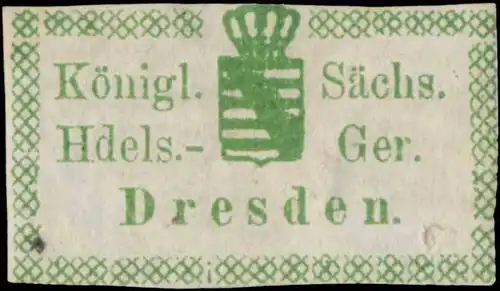 Königl. Sächs.
Hdels.- Ger.
Dresden.